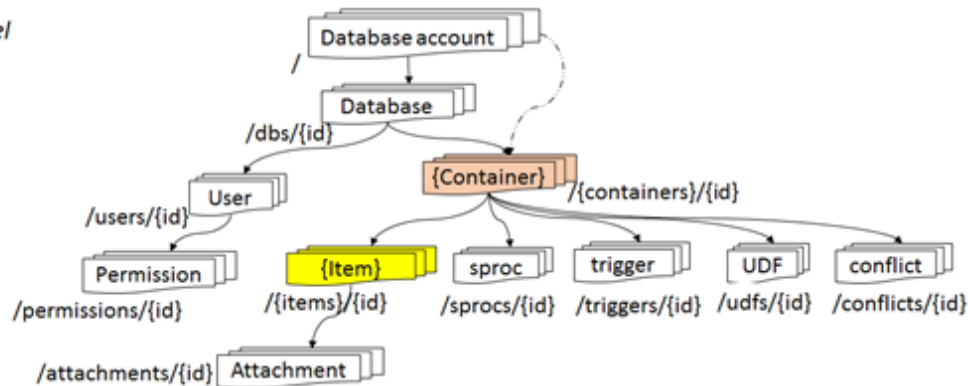 el
Database account
/
Database
/dbs/{id}
{Container}
/{containers}/{id}
User
/users/{id}
Permission
{Item}
sproc
trigger
UDF
conflict
/permissions/{id}
/{items}/{id}
/sprocs/{id}
/triggers/{id}
/udfs/{id}
/conflicts/{id}
/attachments/{id}
Attachment